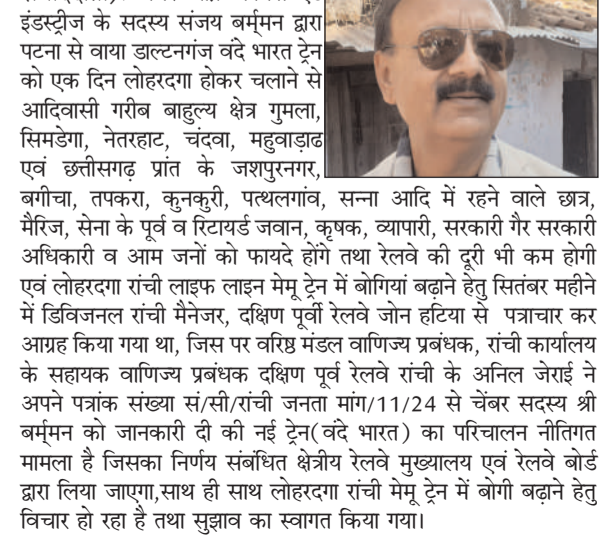 इंडस्ट्रीज के सदस्य संजय बर्म्मन द्वारा
पटना से वाया डाल्टनगंज वंदे भारत ट्रेन
को एक दिन लोहरदगा होकर चलाने से
आदिवासी गरीब बाहुल्य क्षेत्र गुमला,
सिमडेगा, नेतरहाट, चंदवा, महुवाड़ाढ
एवं छत्तीसगढ़ प्रांत के जशपुरनगर,
बगीचा, तपकरा, कुनकुरी, पत्थलगांव, सन्ना आदि में रहने वाले छात्र,
मैरिज, सेना के पूर्व व रिटायर्ड जवान, कृषक, व्यापारी, सरकारी गैर सरकारी
अधिकारी व आम जनों को फायदे होंगे तथा रेलवे की दूरी भी कम होगी
एवं लोहरदगा रांची लाइफ लाइन मेमू ट्रेन में बोगियां बढ़ाने हेतु सितंबर महीने
में डिविजनल रांची मैनेजर, दक्षिण पूर्वी रेलवे जोन हटिया से पत्राचार कर
आग्रह किया गया था, जिस पर वरिष्ठ मंडल वाणिज्य प्रबंधक, रांची कार्यालय
के सहायक वाणिज्य प्रबंधक दक्षिण पूर्व रेलवे रांची के अनिल जेराई ने
अपने पत्रांक संख्या सं/सी/रांची जनता मांग/11/24 से चेंबर सदस्य श्री
बर्म्मन को जानकारी दी की नई ट्रेन(वंदे भारत) का परिचालन नीतिगत
मामला है जिसका निर्णय संबंधित क्षेत्रीय रेलवे मुख्यालय एवं रेलवे बोर्ड
द्वारा लिया जाएगा,साथ ही साथ लोहरदगा रांची मेमू ट्रेन में बोगी बढ़ाने हेतु
विचार हो रहा है तथा सुझाव का स्वागत किया गया।